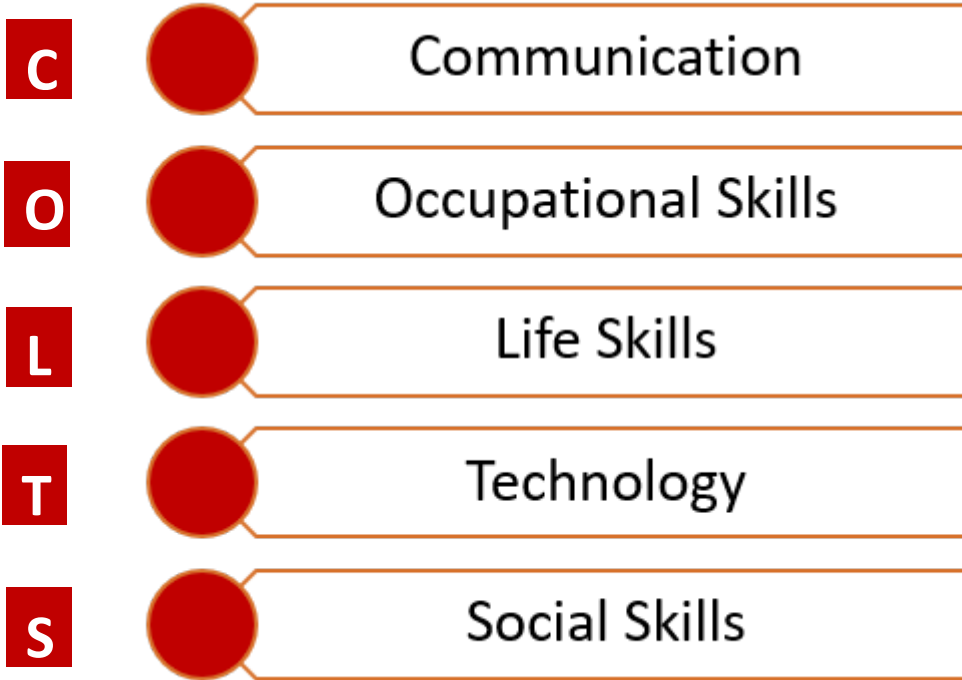 C Communication
O Occupational Skills
L Life Skills
T Technology
S Social Skills